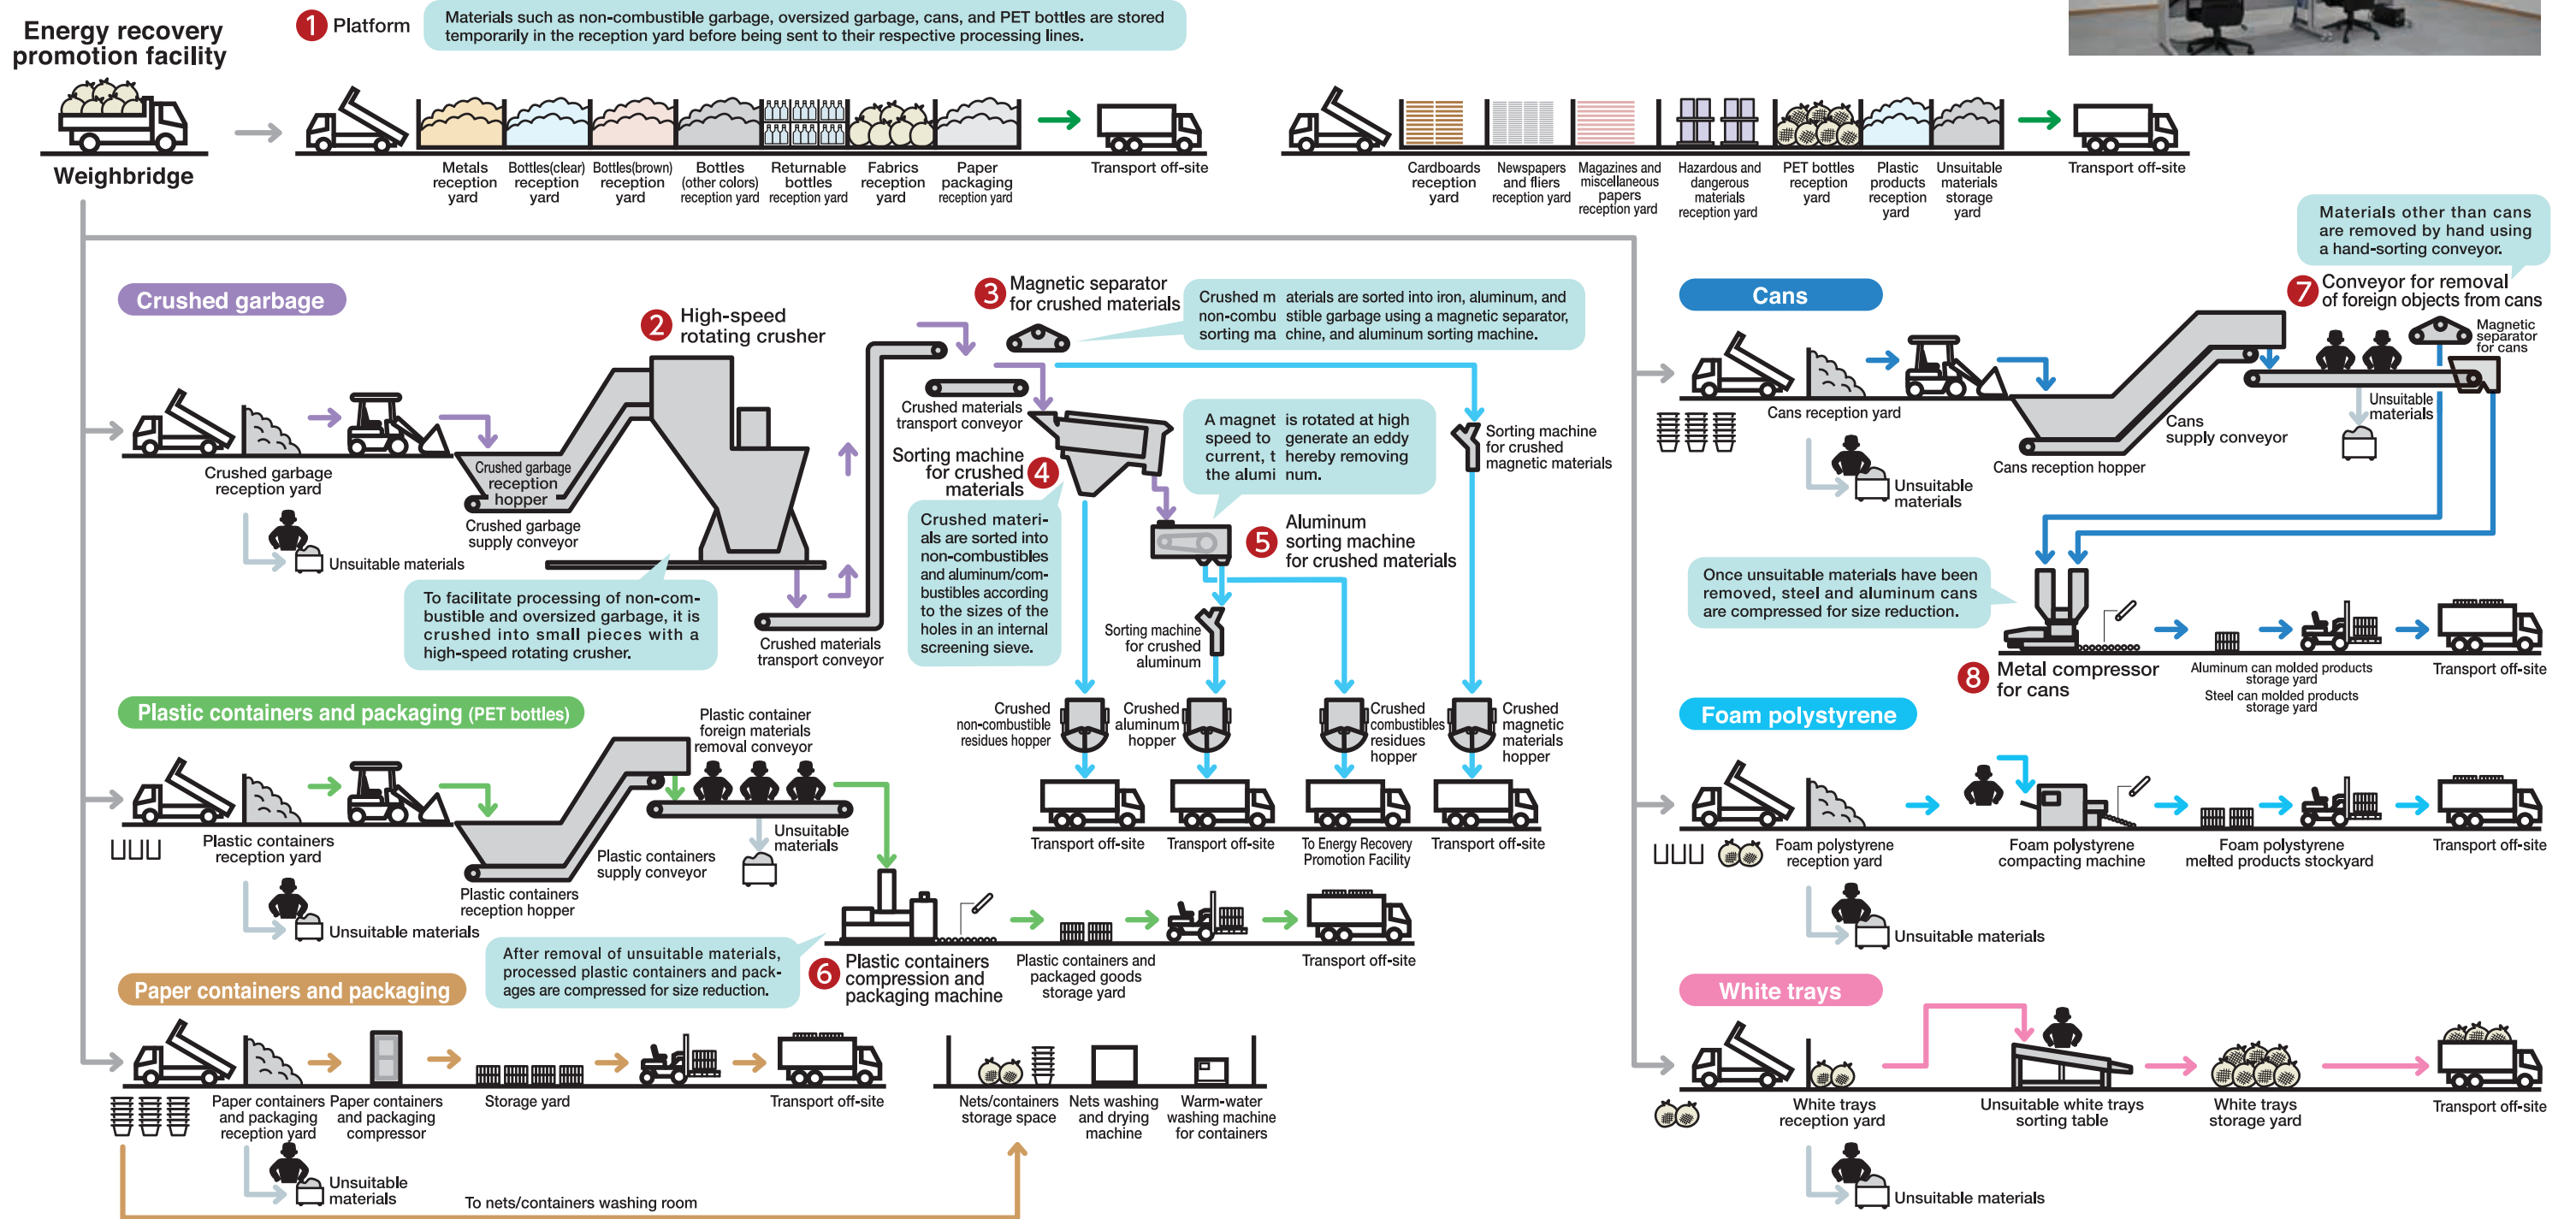 Energy recovery
promotion facility
Weighbridge
1 Platform
Materials such as non-combustible garbage, oversized garbage, cans, and PET bottles are stored
temporarily in the reception yard before being sent to their respective processing lines.
Metals
reception
yard
Bottles(clear)
reception
yard
Bottles(brown)
reception
yard
Bottles
(other colors)
reception yard
Returnable
bottles
reception yard
Fabrics
reception
yard
Paper
packaging
reception yard
Transport off-site
Cardboards
reception
yard
Newspapers
and fliers
reception yard
Magazines and
miscellaneous
papers
reception yard
Hazardous and
dangerous
materials
reception yard
PET bottles
reception
yard
Plastic
products
reception
yard
Unsuitable
materials
storage
yard
Transport off-site
Crushed garbage
Crushed garbage
reception yard
Unsuitable materials
Crushed garbage
reception
hopper
Crushed garbage
supply conveyor
2 High-speed
rotating crusher
To facilitate processing of non-com-
bustible and oversized garbage, it is
crushed into small pieces with a
high-speed rotating crusher.
Crushed materials
transport conveyor
3 Magnetic separator
for crushed materials
Crushed m aterials are sorted into iron, aluminum, and
non-combu stible garbage using a magnetic separator,
sorting ma chine, and aluminum sorting machine.
Crushed materials
transport conveyor
Sorting machine
for crushed
materials
4
Crushed materi-
als are sorted into
non-combustibles
and aluminum/com-
bustibles according
to the sizes of the
holes in an internal
screening sieve.
A magnet is rotated at high
speed to generate an eddy
current, t hereby removing
the alumi num.
5 Aluminum
sorting machine
for crushed materials
Sorting machine
for crushed
magnetic materials
Sorting machine
for crushed
aluminum
Crushed
non-combustible
residues hopper
Crushed
aluminum
hopper
Crushed
combustibles
residues
hopper
Crushed
magnetic
materials
hopper
Transport off-site
Transport off-site
To Energy Recovery
Promotion Facility
Transport off-site
Plastic containers and packaging (PET bottles)
Plastic containers
reception yard
Unsuitable materials
Plastic containers
reception hopper
Plastic containers
supply conveyor
Plastic container
foreign materials
removal conveyor
Unsuitable
materials
After removal of unsuitable materials,
processed plastic containers and pack-
ages are compressed for size reduction.
6 Plastic containers
compression and
packaging machine
Plastic containers and
packaged goods
storage yard
Transport off-site
Paper containers and packaging
Paper containers
and packaging
reception yard
Unsuitable
materials
Paper containers
and packaging
compressor
Storage yard
Transport off-site
To nets/containers washing room
Nets/containers
storage space
Nets washing
and drying
machine
Warm-water
washing machine
for containers
Cans
Cans reception yard
Unsuitable
materials
Cans reception hopper
Cans
supply conveyor
Materials other than cans
are removed by hand using
a hand-sorting conveyor.
7 Conveyor for removal
of foreign objects from cans
Magnetic
separator
for cans
Unsuitable
materials
Once unsuitable materials have been
removed, steel and aluminum cans
are compressed for size reduction.
8 Metal compressor
for cans
Aluminum can molded products
storage yard
Steel can molded products
storage yard
Transport off-site
Foam polystyrene
Foam polystyrene
reception yard
Unsuitable materials
Foam polystyrene
compacting machine
Foam polystyrene
melted products stockyard
Transport off-site
White trays
White trays
reception yard
Unsuitable materials
Unsuitable white trays
sorting table
White trays
storage yard
Transport off-site